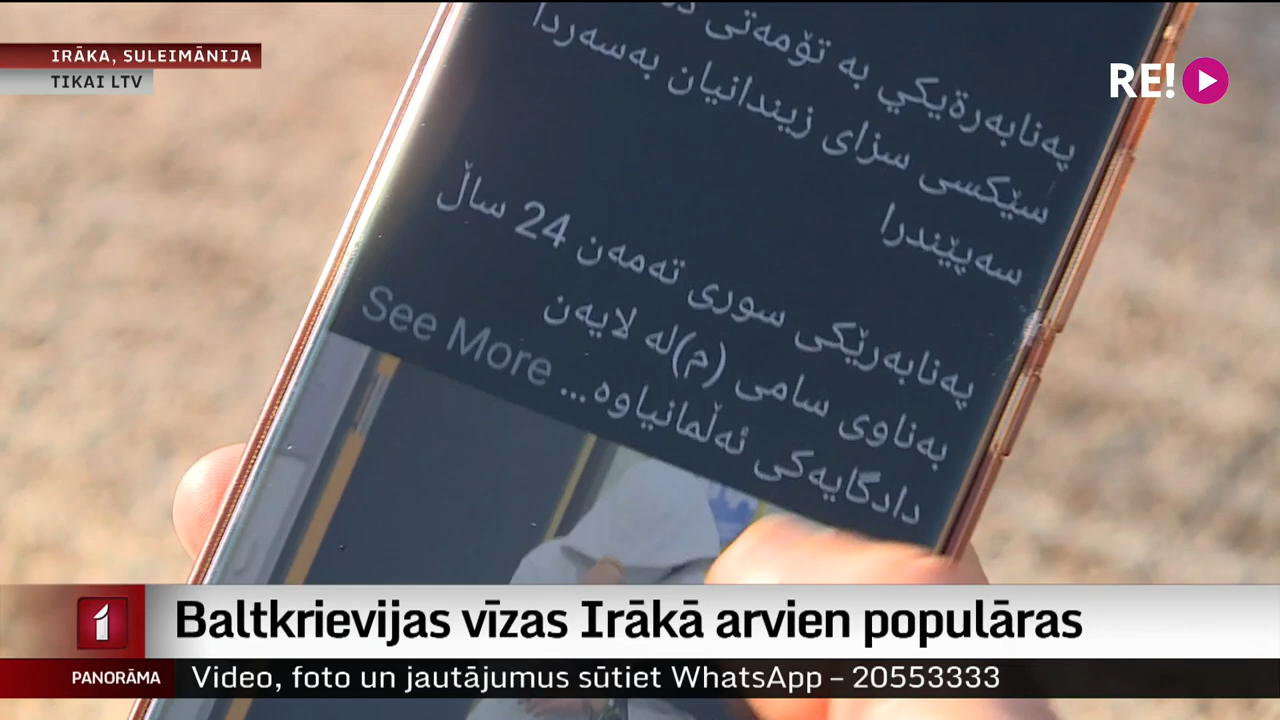 IRĀKA, SULEIMĀNIJA
TIKAI LTV
RE!
پەنابەرةيكي بە تۆمەتی
سێکسی سزای زیندانیان بەسەردا
سەپێندرا
پەنابەرێکی سوری تەمەن 24 ساڵ
بەناوی سامی (م)لە لایەن
دادگایەکی ئەڵمانیاوە... See More
1
Baltkrievijas vīzas Irākā arvien populāras
PANORĀMA
Video, foto un jautājumus sūtiet WhatsApp – 20553333